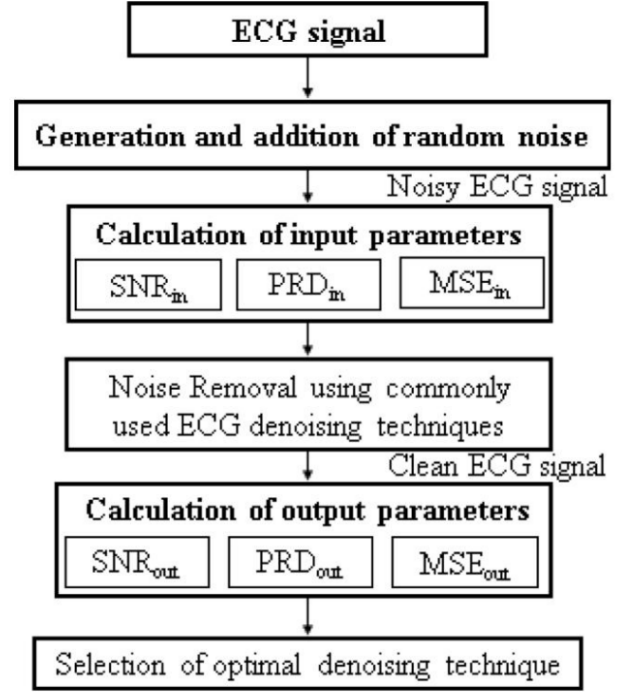 ECG signal
Generation and addition of random noise
Noisy ECG signal
Calculation of input parameters
SNRin PRDin MSEin
Noise Removal using commonly
used ECG denoising techniques
Clean ECG signal
Calculation of output parameters
SNRout PRDout MSEout
Selection of optimal denoising technique